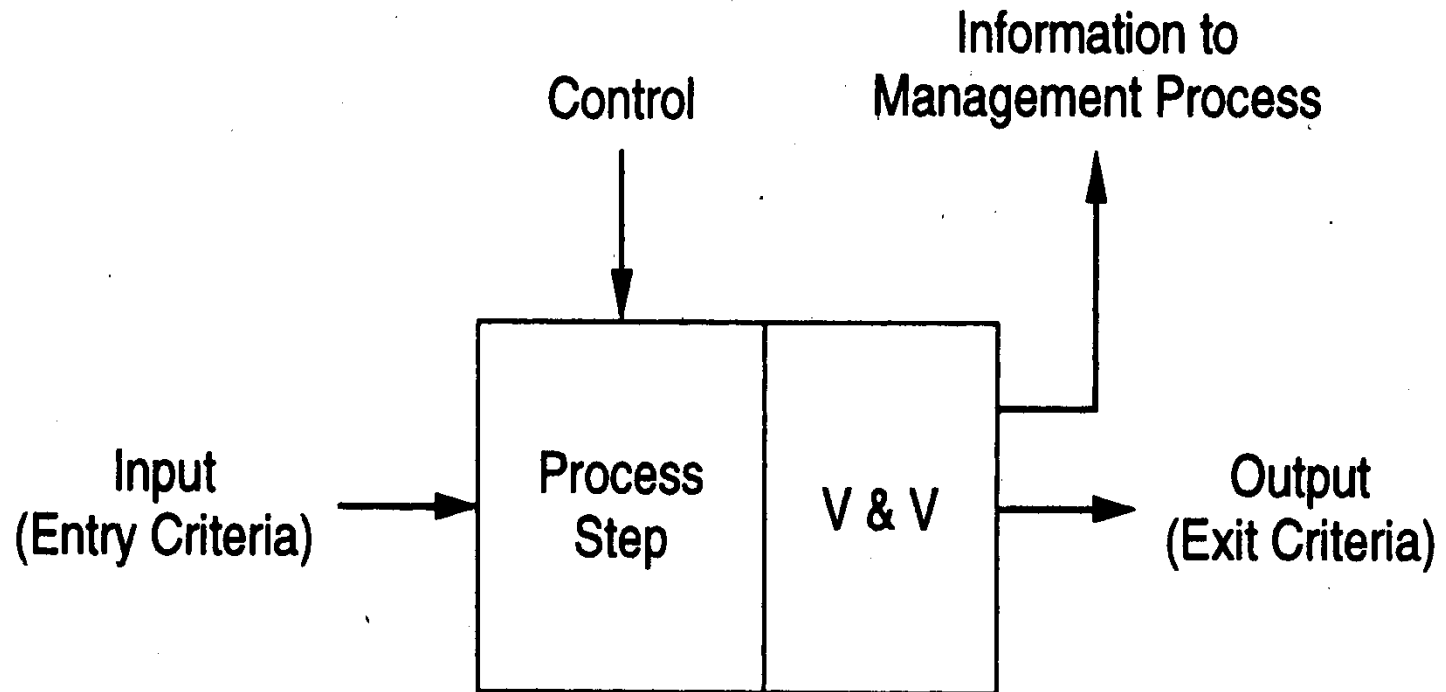 Information to
Management Process
Control
Input
(Entry Criteria)
Process
Step
V & V
Output
(Exit Criteria)